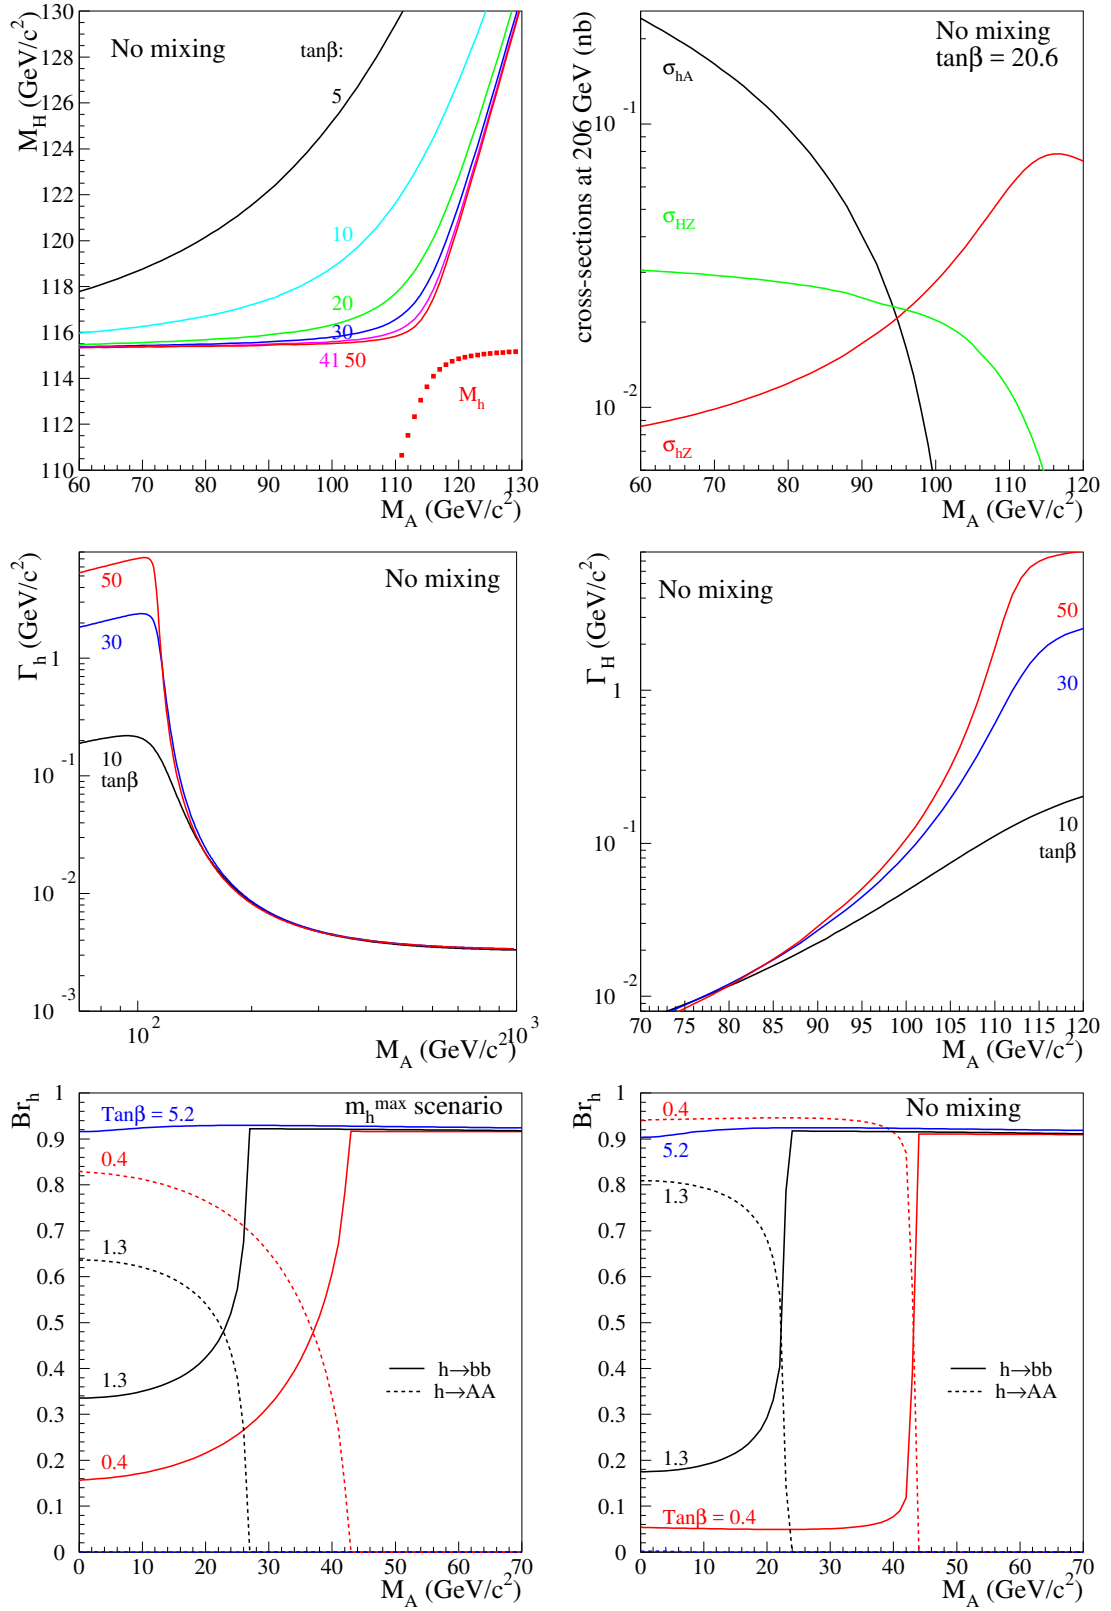 No mixing
tanβ:
5
10
20
30
41 50
M_h
M_H (GeV/c²)
130
128
126
124
122
120
118
116
114
112
110
60 70 80 90 100 110 120 130
M_A (GeV/c²)
No mixing
tanβ = 20.6
σ_hA
σ_HZ
σ_hZ
cross-sections at 206 GeV (nb)
10⁻¹
10⁻²
60 70 80 90 100 110 120
M_A (GeV/c²)
No mixing
50
30
10
tanβ
Γ_h (GeV/c²)
1
10⁻¹
10⁻²
10⁻³
10² 10³
M_A (GeV/c²)
No mixing
50
30
10
tanβ
Γ_H (GeV/c²)
1
10⁻¹
10⁻²
70 75 80 85 90 95 100 105 110 115 120
M_A (GeV/c²)
m_h^max scenario
Tanβ = 5.2
0.4
1.3
1.3
0.4
h→bb
h→AA
Br_h
1
0.9
0.8
0.7
0.6
0.5
0.4
0.3
0.2
0.1
0
0 10 20 30 40 50 60 70
M_A (GeV/c²)
No mixing
0.4
5.2
1.3
1.3
Tanβ = 0.4
h→bb
h→AA
Br_h
1
0.9
0.8
0.7
0.6
0.5
0.4
0.3
0.2
0.1
0
0 10 20 30 40 50 60 70
M_A (GeV/c²)